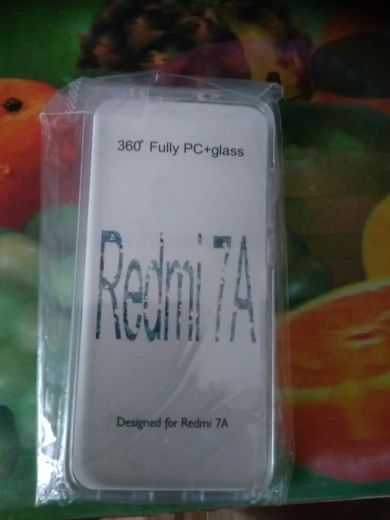 360° Fully PC+glass
Redmi 7A
Designed for Redmi 7A